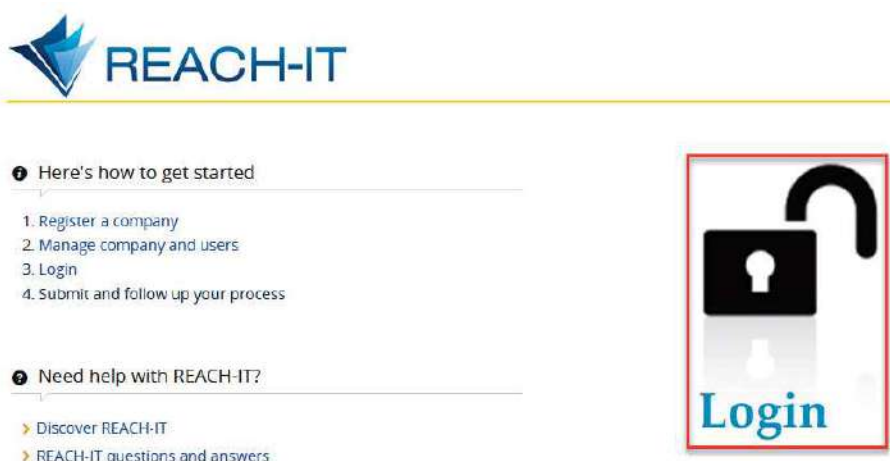 REACH-IT
Here's how to get started
1. Register a company
2. Manage company and users
3. Login
4. Submit and follow up your process
Need help with REACH-IT?
Discover REACH-IT
REACH-IT questions and answers
Login